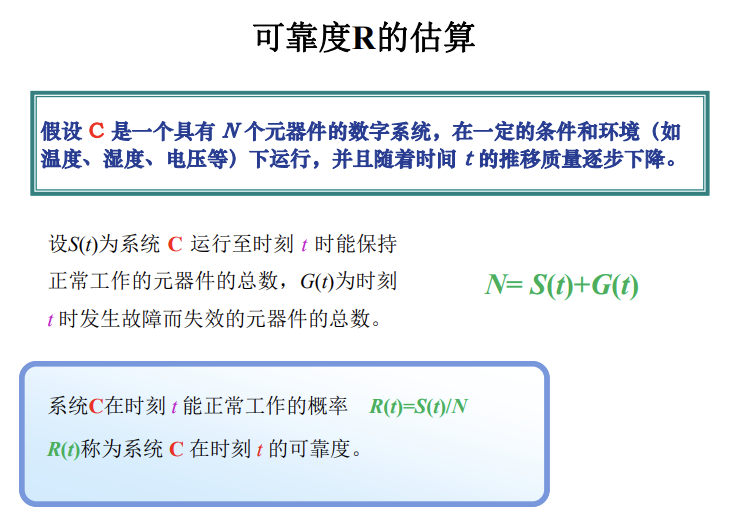 可靠度R的估算
假设 C 是一个具有 N 个元器件的数字系统，在一定的条件和环境（如
温度、湿度、电压等）下运行，并且随着时间 t 的推移质量逐步下降。
设S(t)为系统 C 运行至时刻 t 时能保持
正常工作的元器件的总数，G(t)为时刻
t 时发生故障而失效的元器件的总数。
N= S(t)+G(t)
系统C在时刻 t 能正常工作的概率 R(t)=S(t)/N
R(t)称为系统 C 在时刻 t 的可靠度。